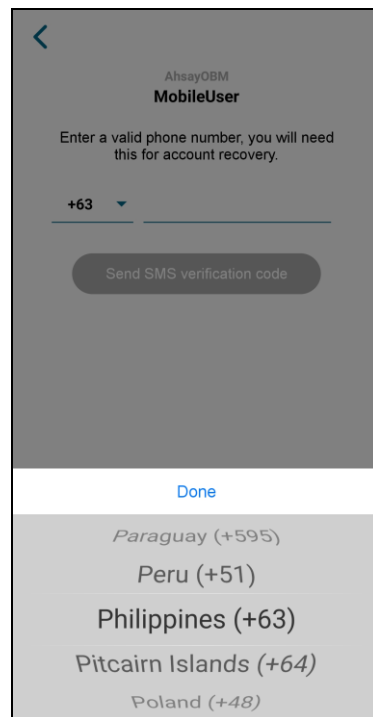 AhsayOBM
MobileUser
Enter a valid phone number, you will need
this for account recovery.
+63
Send SMS verification code
Done
Paraguay (+595)
Peru (+51)
Philippines (+63)
Pitcairn Islands (+64)
Poland (+48)